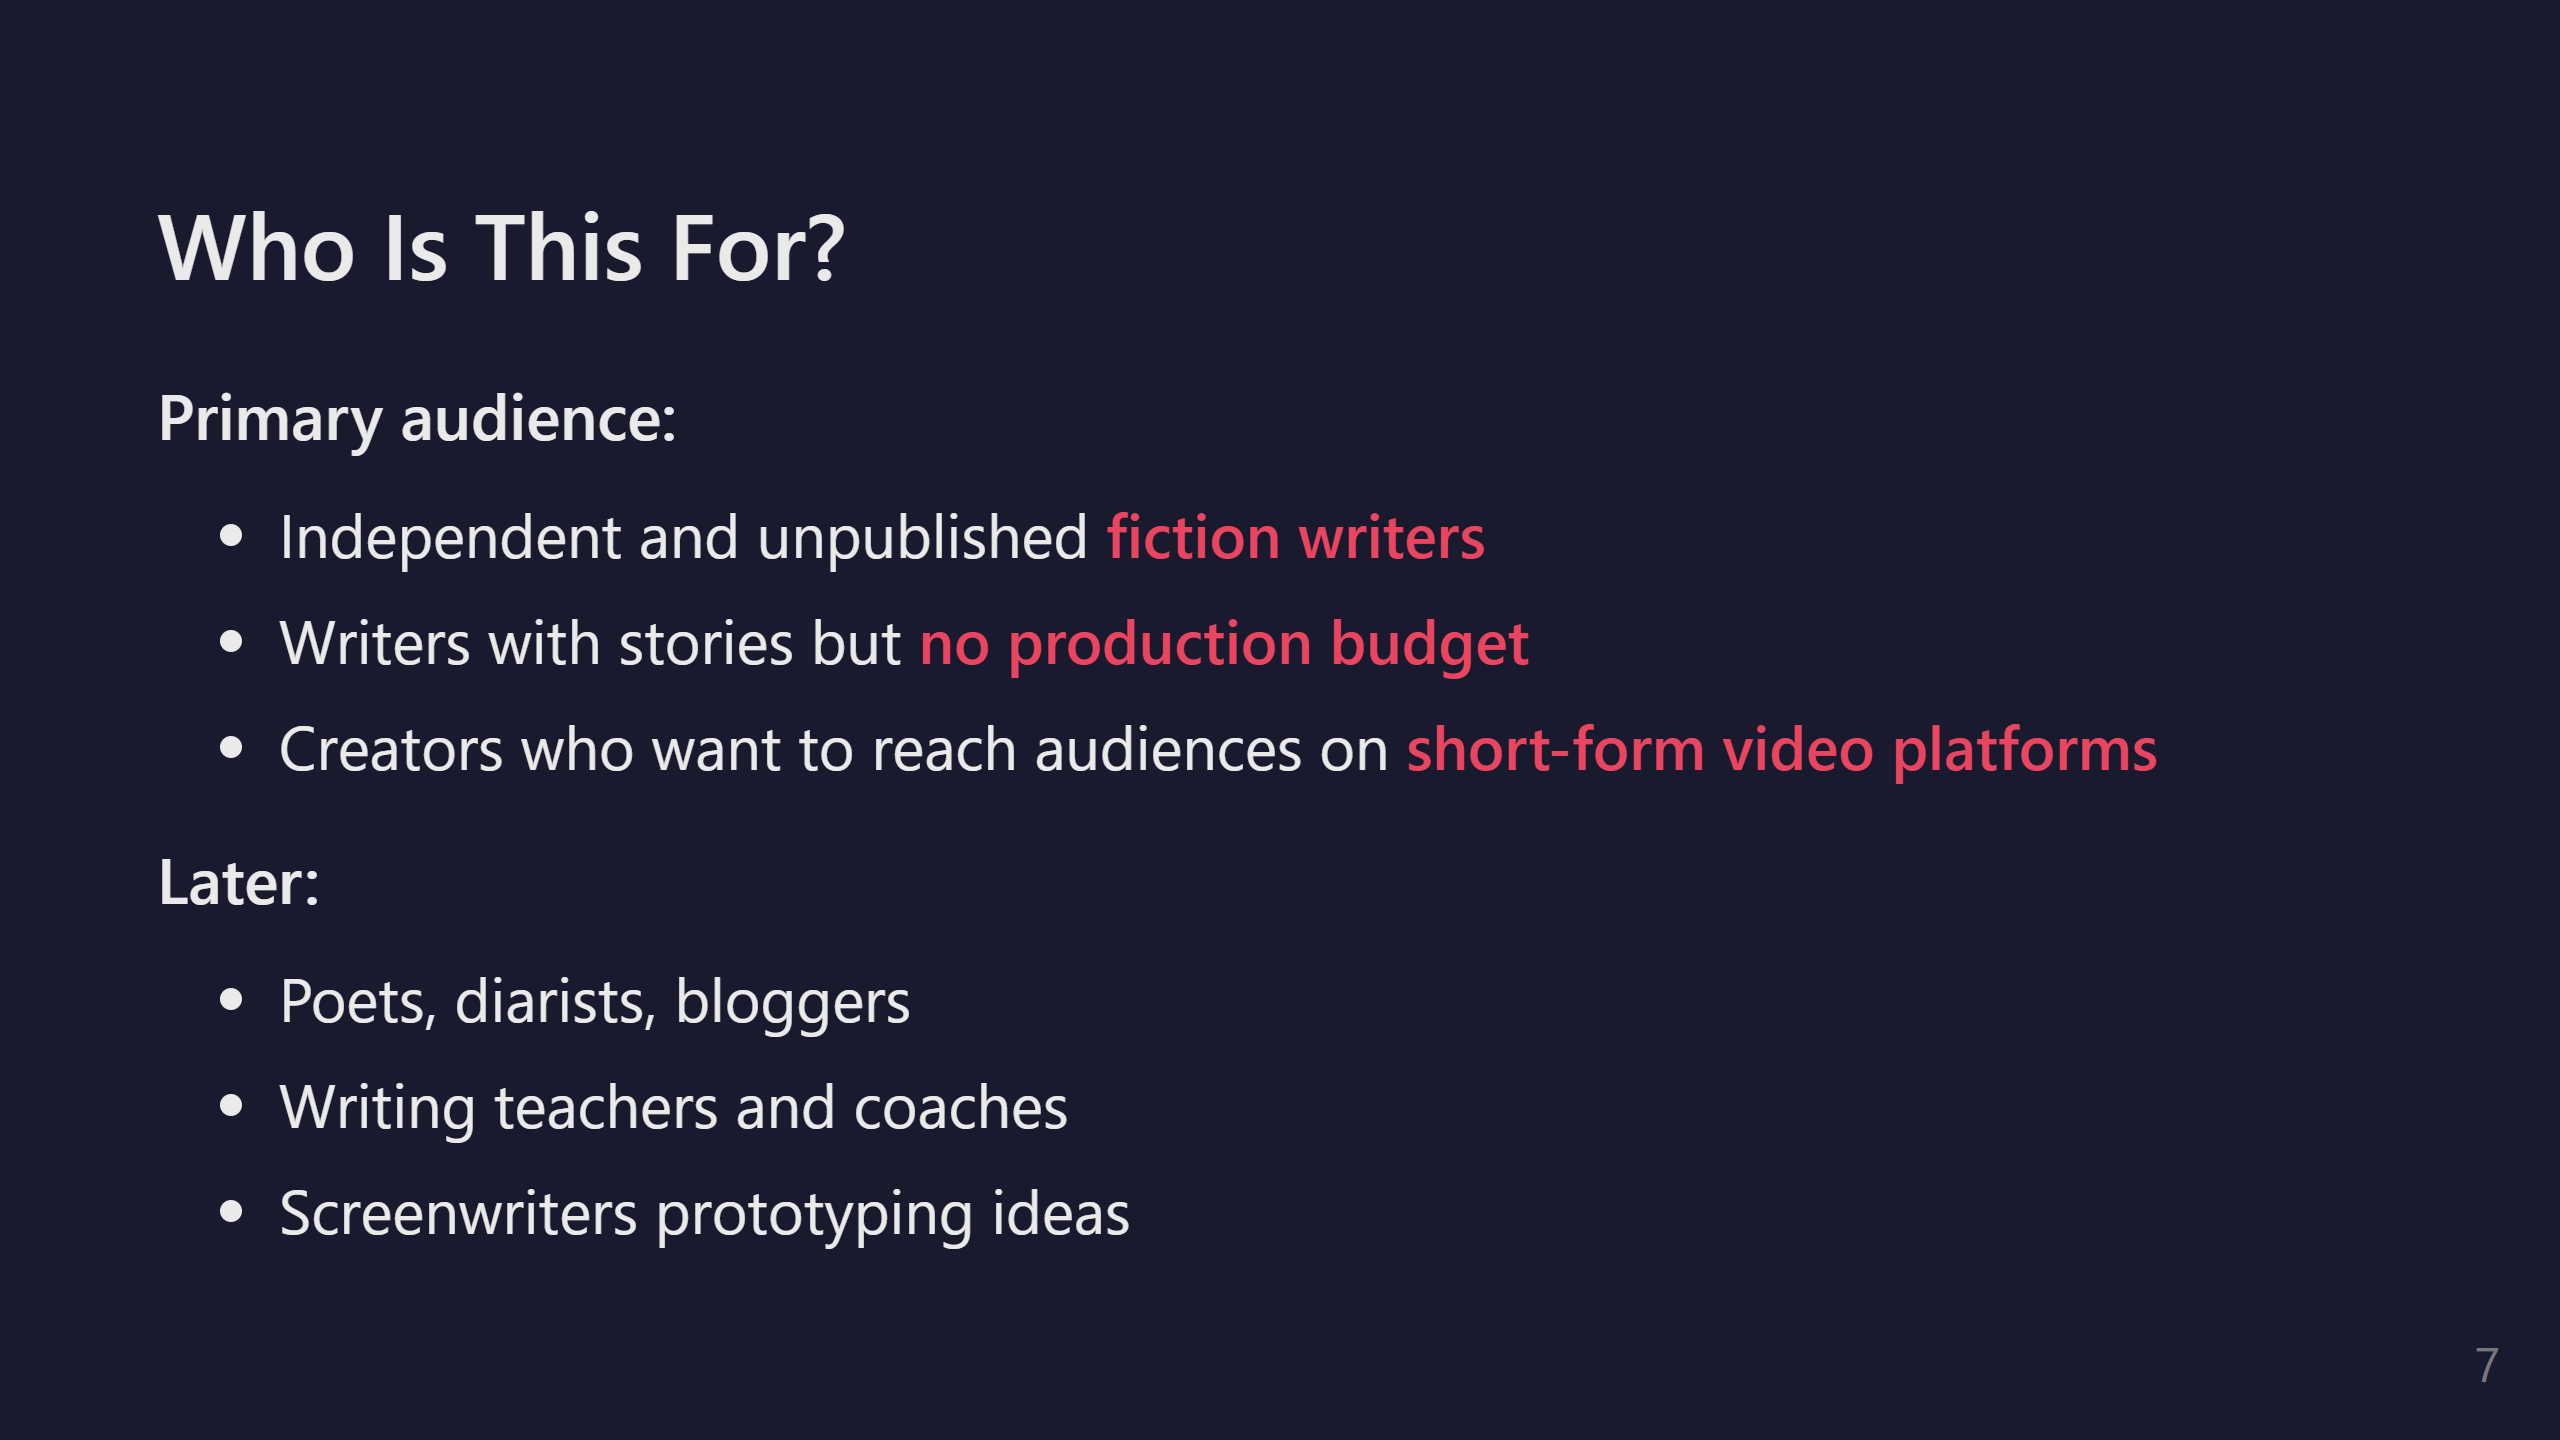 Who Is This For?
Primary audience:
• Independent and unpublished fiction writers
• Writers with stories but no production budget
• Creators who want to reach audiences on short-form video platforms
Later:
• Poets, diarists, bloggers
• Writing teachers and coaches
• Screenwriters prototyping ideas
7